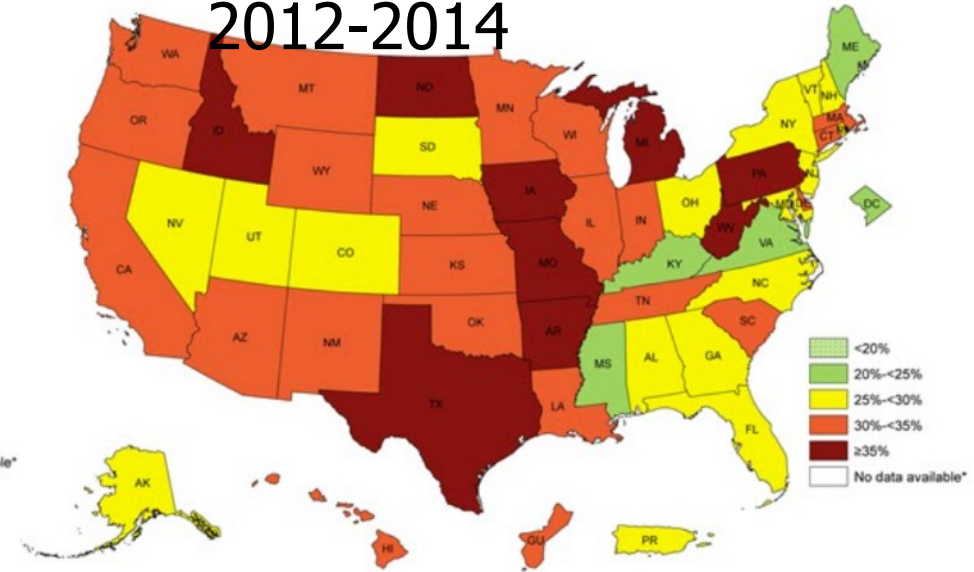 2012-2014
ME
WA
VT
NH
MT
ND
MN
OR
NY
MA
WI
ID
MI
CT
SD
WY
PA
NJ
IA
NE
OH
MD
DE
DC
NV
IL
IN
WV
UT
CO
VA
KS
MO
KY
CA
NC
TN
OK
SC
AR
AZ
NM
<20%
MS
AL
GA
20%-<25%
25%-<30%
TX
LA
30%-<35%
FL
≥35%
le*
No data available*
AK
GU
PR
HI